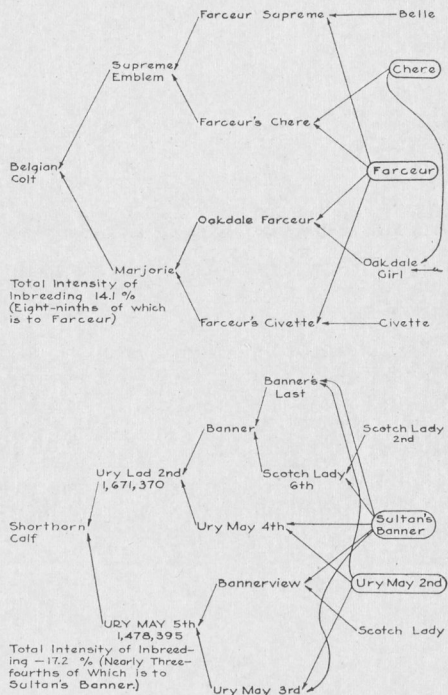 Farceur Supreme
Belle
Supreme
Emblem
Chere
Farceur's Chere
Belgian
Colt
Farceur
Oakdale Farceur
Marjorie
Oakdale
Girl
Total Intensity of
Inbreeding 14.1 %
(Eight-ninths of which
is to Farceur)
Farceur's Civette
Civette
Banner's
Last
Banner
Scotch Lady
2nd
Ury Lad 2nd
1,671,370
Scotch Lady
6th
Shorthorn
Calf
Ury May 4th
Sultan's
Banner
Bannerview
Ury May 2nd
URY MAY 5th
1,478,395
Scotch Lady
Total Intensity of Inbreed-
ing —17.2 % (Nearly Three-
fourths of Which is to
Sultan's Banner.)
Ury May 3rd